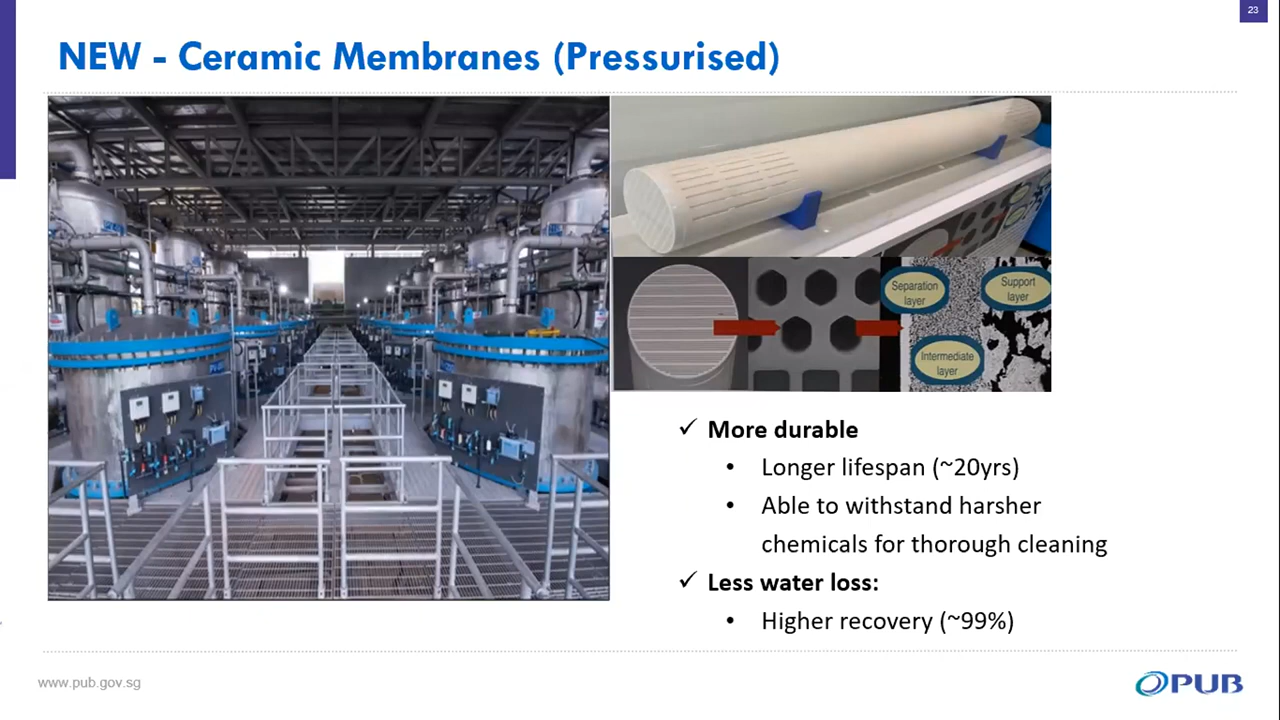 23
NEW - Ceramic Membranes (Pressurised)
Separation
layer
Support
layer
Intermediate
layer
✓ More durable
• Longer lifespan (~20yrs)
• Able to withstand harsher
chemicals for thorough cleaning
✓ Less water loss:
• Higher recovery (~99%)
www.pub.gov.sg
PUB